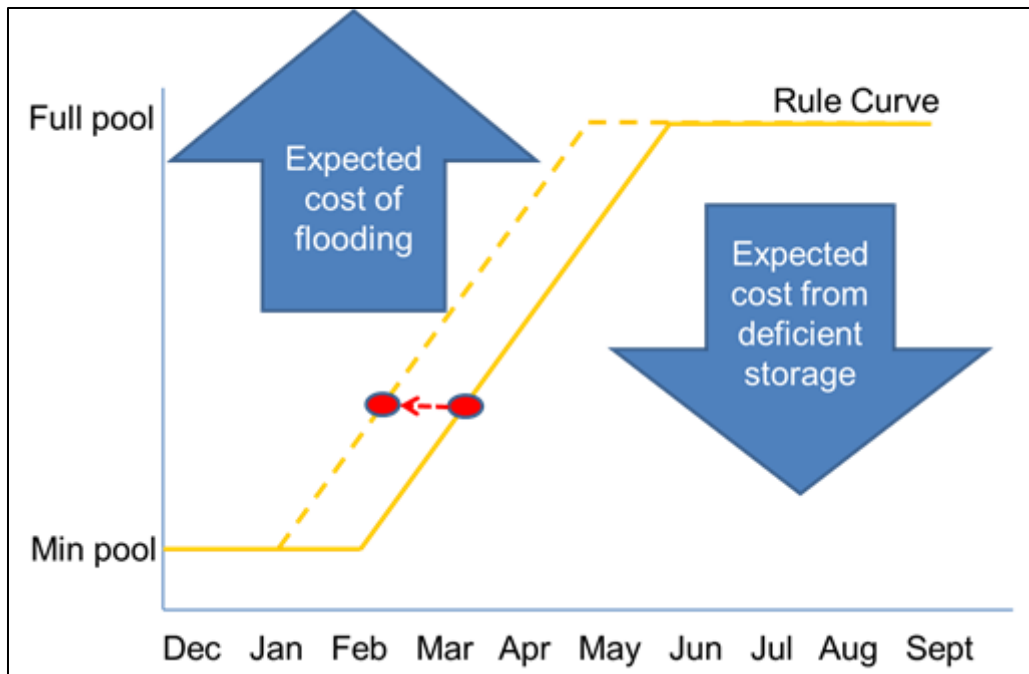 Full pool
Rule Curve
Expected
cost of
flooding
Expected
cost from
deficient
storage
Min pool
Dec Jan Feb Mar Apr May Jun Jul Aug Sept